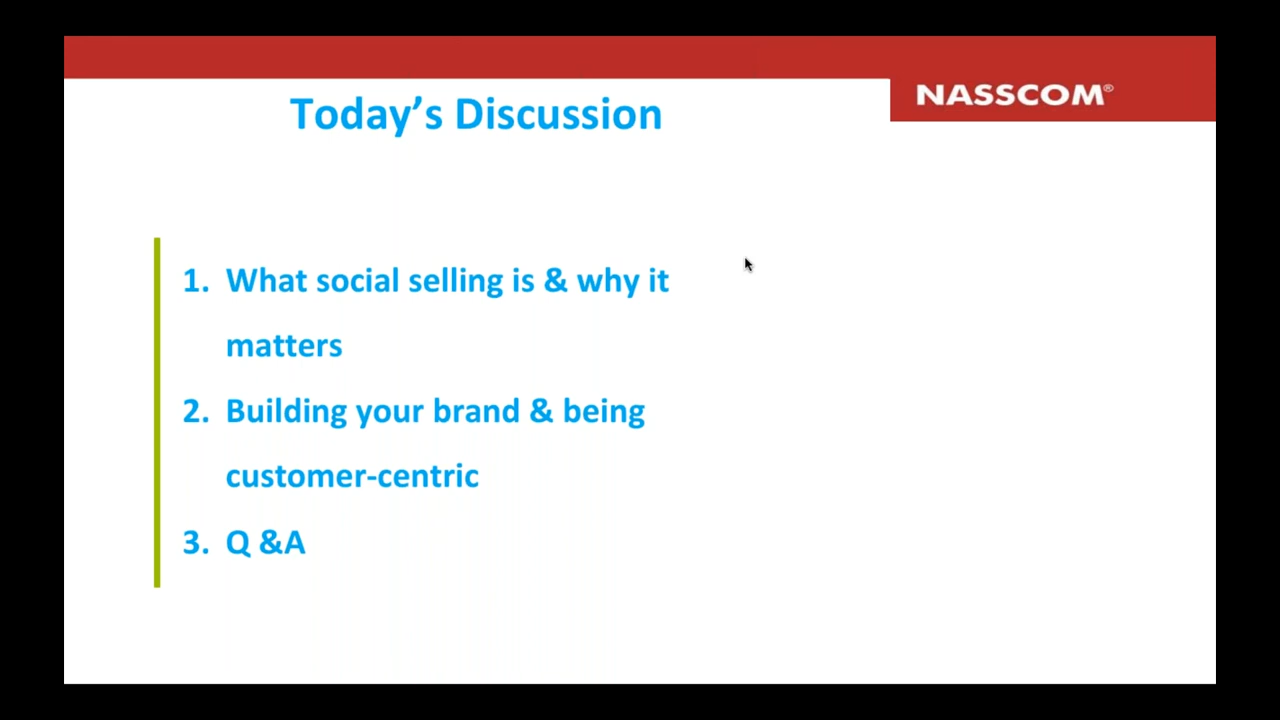 NASSCOM®
Today’s Discussion
1. What social selling is & why it
matters
2. Building your brand & being
customer-centric
3. Q &A